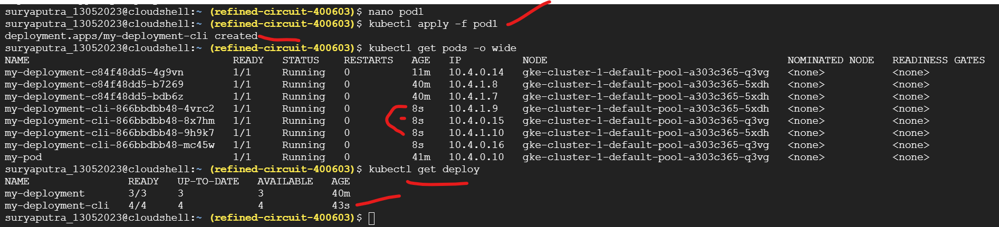 suryaputra_13052023@cloudshell:~ (refined-circuit-400603)$ nano pod1
suryaputra_13052023@cloudshell:~ (refined-circuit-400603)$ kubectl apply -f pod1
deployment.apps/my-deployment-cli created
suryaputra_13052023@cloudshell:~ (refined-circuit-400603)$ kubectl get pods -o wide
NAME READY STATUS RESTARTS AGE IP NODE NOMINATED NODE READINESS GATES
my-deployment-c84f48dd5-4g9vn 1/1 Running 0 11m 10.4.0.14 gke-cluster-1-default-pool-a303c365-q3vg <none> <none>
my-deployment-c84f48dd5-b7269 1/1 Running 0 40m 10.4.1.8 gke-cluster-1-default-pool-a303c365-5xdh <none> <none>
my-deployment-c84f48dd5-bdb6z 1/1 Running 0 40m 10.4.1.7 gke-cluster-1-default-pool-a303c365-5xdh <none> <none>
my-deployment-cli-866bbdbb48-4vrc2 1/1 Running 0 8s 10.4.1.9 gke-cluster-1-default-pool-a303c365-5xdh <none> <none>
my-deployment-cli-866bbdbb48-8x7hm 1/1 Running 0 8s 10.4.0.15 gke-cluster-1-default-pool-a303c365-q3vg <none> <none>
my-deployment-cli-866bbdbb48-9h9k7 1/1 Running 0 8s 10.4.1.10 gke-cluster-1-default-pool-a303c365-5xdh <none> <none>
my-deployment-cli-866bbdbb48-mc45w 1/1 Running 0 8s 10.4.0.16 gke-cluster-1-default-pool-a303c365-q3vg <none> <none>
my-pod 1/1 Running 0 41m 10.4.0.10 gke-cluster-1-default-pool-a303c365-q3vg <none> <none>
suryaputra_13052023@cloudshell:~ (refined-circuit-400603)$ kubectl get deploy
NAME READY UP-TO-DATE AVAILABLE AGE
my-deployment 3/3 3 3 40m
my-deployment-cli 4/4 4 4 43s
suryaputra_13052023@cloudshell:~ (refined-circuit-400603)$